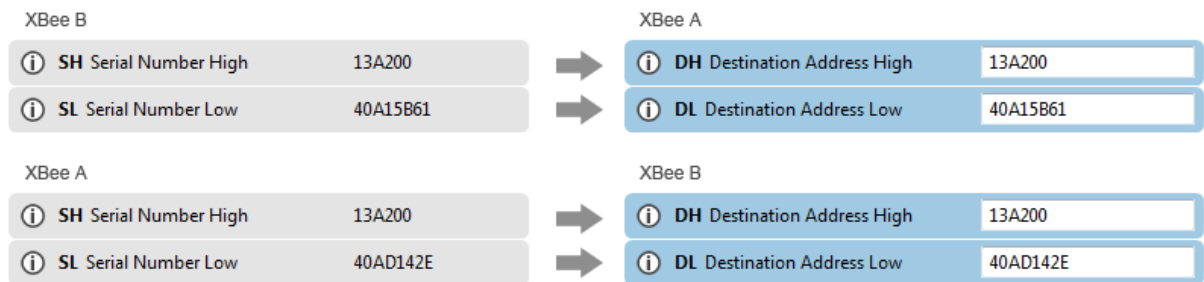 XBee B XBee A
SH Serial Number High 13A200 DH Destination Address High 13A200
SL Serial Number Low 40A15B61 DL Destination Address Low 40A15B61
XBee A XBee B
SH Serial Number High 13A200 DH Destination Address High 13A200
SL Serial Number Low 40AD142E DL Destination Address Low 40AD142E